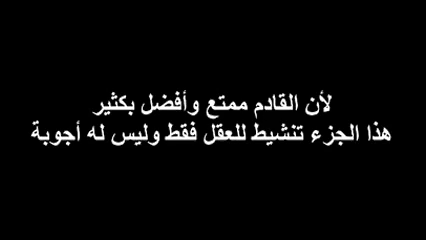 لأن القادم ممتع وأفضل بكثير
هذا الجزء تنشيط للعقل فقط وليس له أجوبة